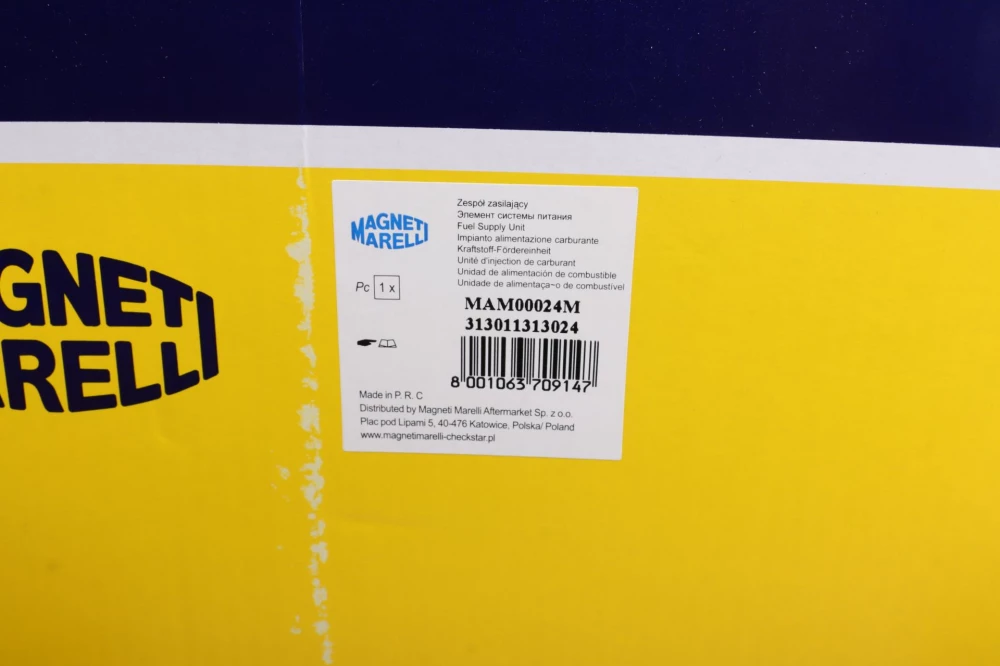 GNETI
ARELLI
MAGNETI
MARELLI
Zespół zasilający
Элемент системы питания
Fuel Supply Unit
Impianto alimentazione carburante
Kraftstoff-Fördereinheit
Unité d'injection de carburant
Unidad de alimentación de combustible
Unidade de alimentaça~o de combustível
Pc 1 x
MAM00024M
313011313024
8 001063 709147
Made in P. R. C
Distributed by Magneti Marelli Aftermarket Sp. z o.o.
Plac pod Lipami 5, 40-476 Katowice, Polska/ Poland
www.magnetimarelli-checkstar.pl